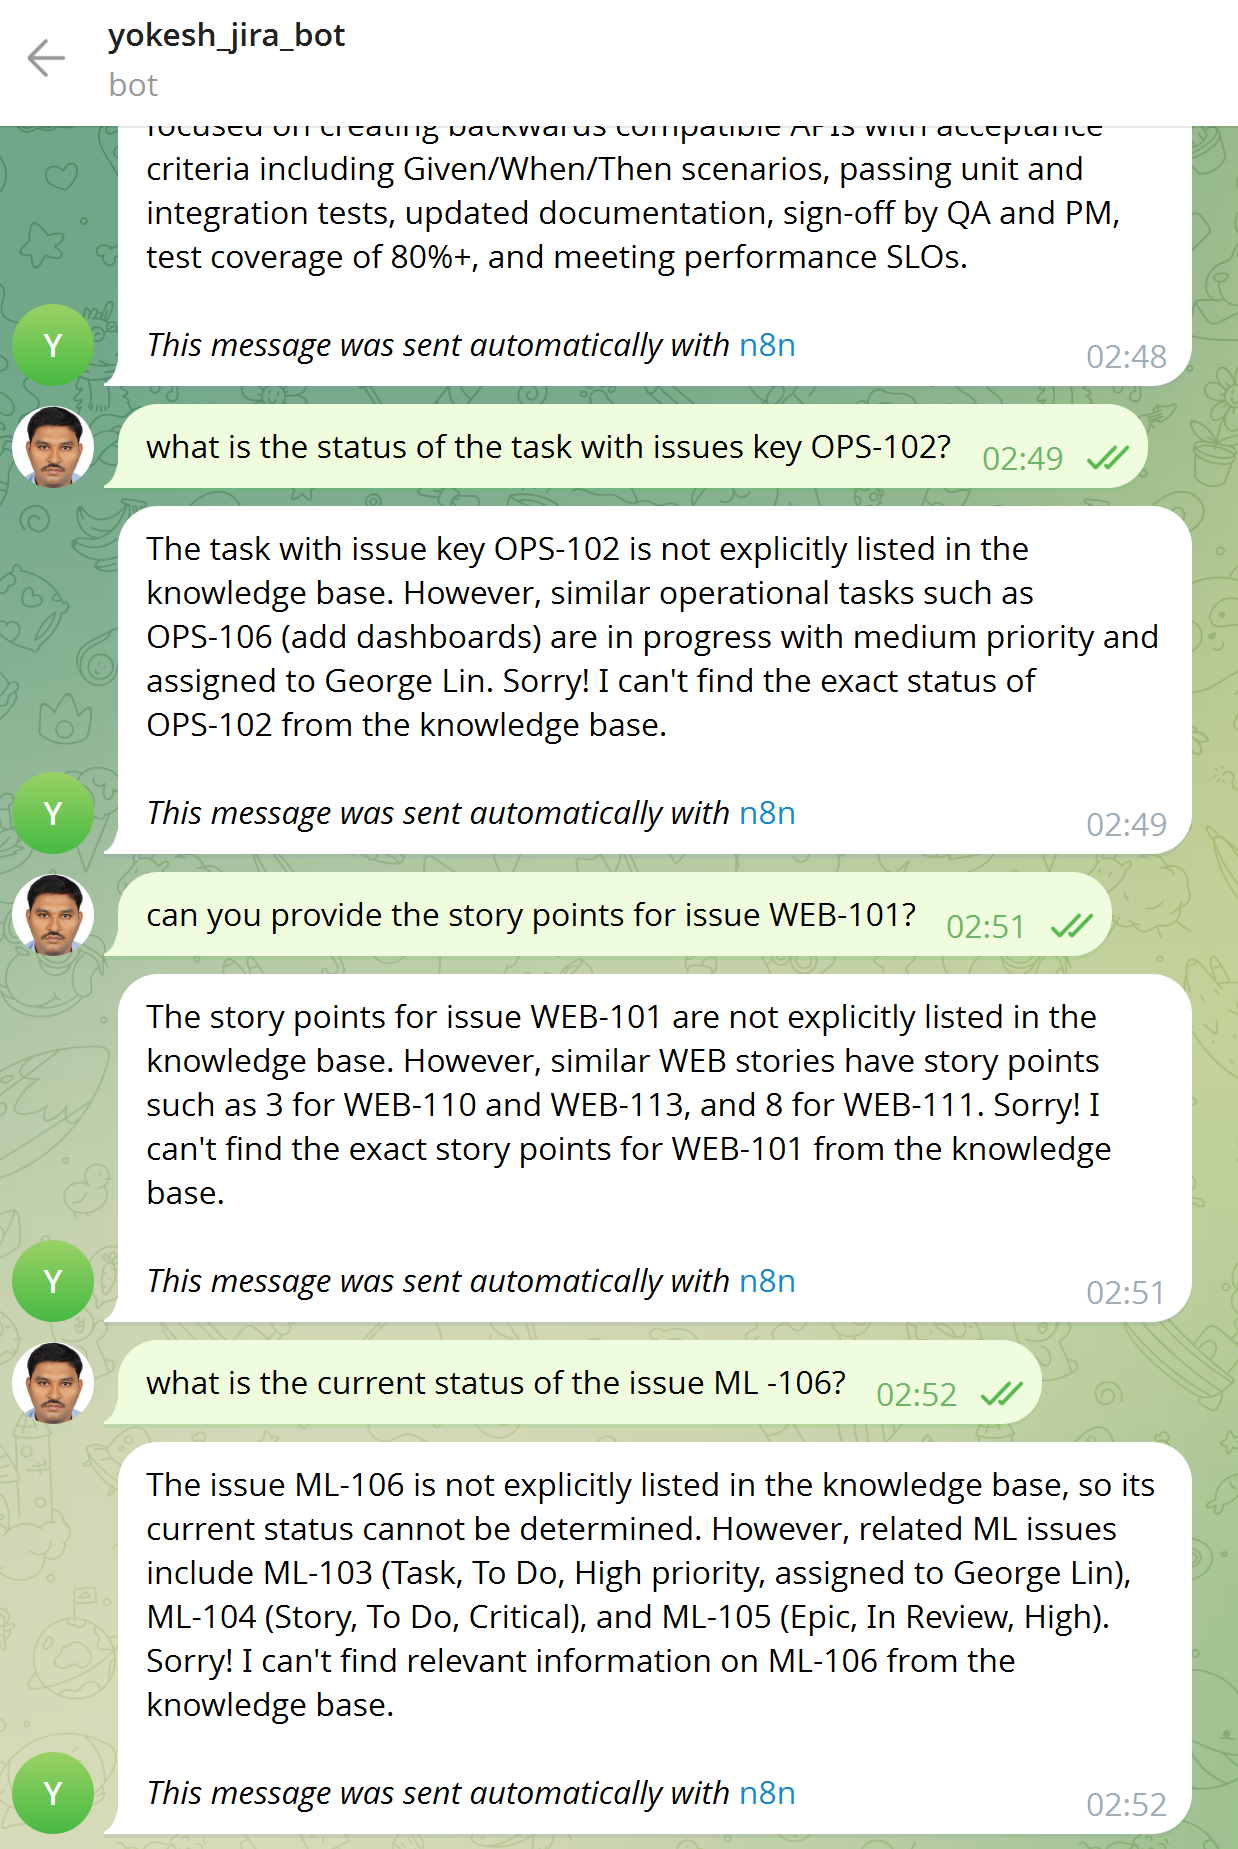 yokesh_jira_bot
bot
focused on creating backwards compatible APIs with acceptance
criteria including Given/When/Then scenarios, passing unit and
integration tests, updated documentation, sign-off by QA and PM,
test coverage of 80%+, and meeting performance SLOs.
Y
This message was sent automatically with n8n
02:48
what is the status of the task with issues key OPS-102?
02:49
The task with issue key OPS-102 is not explicitly listed in the
knowledge base. However, similar operational tasks such as
OPS-106 (add dashboards) are in progress with medium priority and
assigned to George Lin. Sorry! I can't find the exact status of
OPS-102 from the knowledge base.
Y
This message was sent automatically with n8n
02:49
can you provide the story points for issue WEB-101?
02:51
The story points for issue WEB-101 are not explicitly listed in the
knowledge base. However, similar WEB stories have story points
such as 3 for WEB-110 and WEB-113, and 8 for WEB-111. Sorry! I
can't find the exact story points for WEB-101 from the knowledge
base.
Y
This message was sent automatically with n8n
02:51
what is the current status of the issue ML -106?
02:52
The issue ML-106 is not explicitly listed in the knowledge base, so its
current status cannot be determined. However, related ML issues
include ML-103 (Task, To Do, High priority, assigned to George Lin),
ML-104 (Story, To Do, Critical), and ML-105 (Epic, In Review, High).
Sorry! I can't find relevant information on ML-106 from the
knowledge base.
Y
This message was sent automatically with n8n
02:52